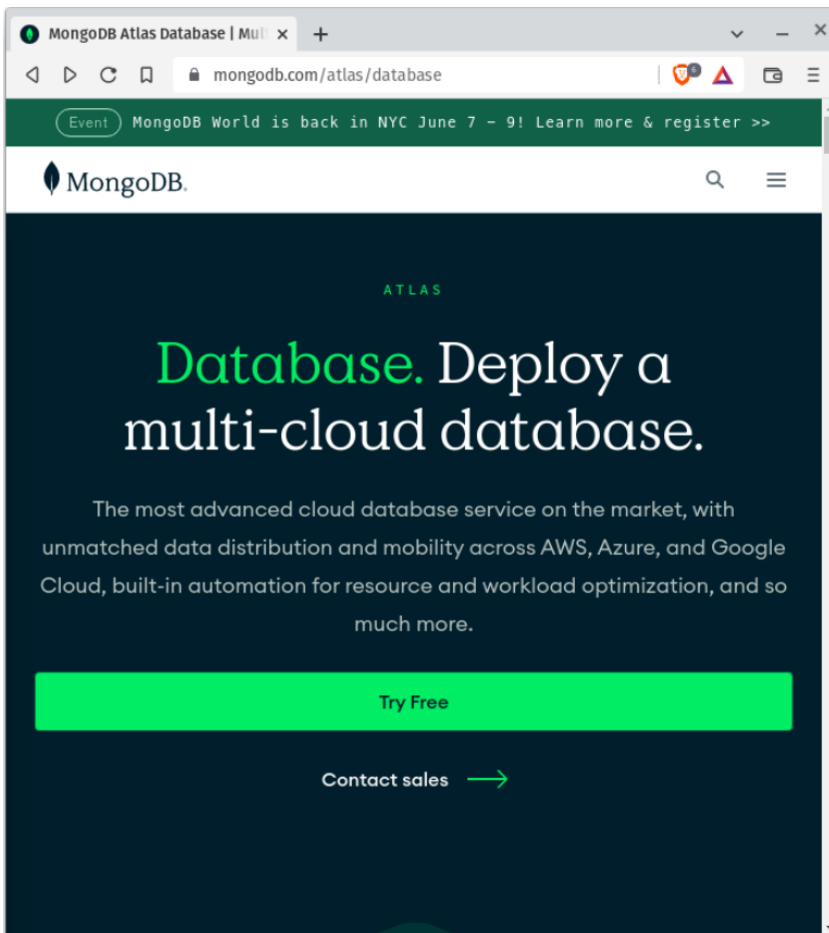 MongoDB Atlas Database | Mul
mongodb.com/atlas/database
6
Event MongoDB World is back in NYC June 7 – 9! Learn more & register >>
MongoDB.
ATLAS
Database. Deploy a
multi-cloud database.
The most advanced cloud database service on the market, with
unmatched data distribution and mobility across AWS, Azure, and Google
Cloud, built-in automation for resource and workload optimization, and so
much more.
Try Free
Contact sales